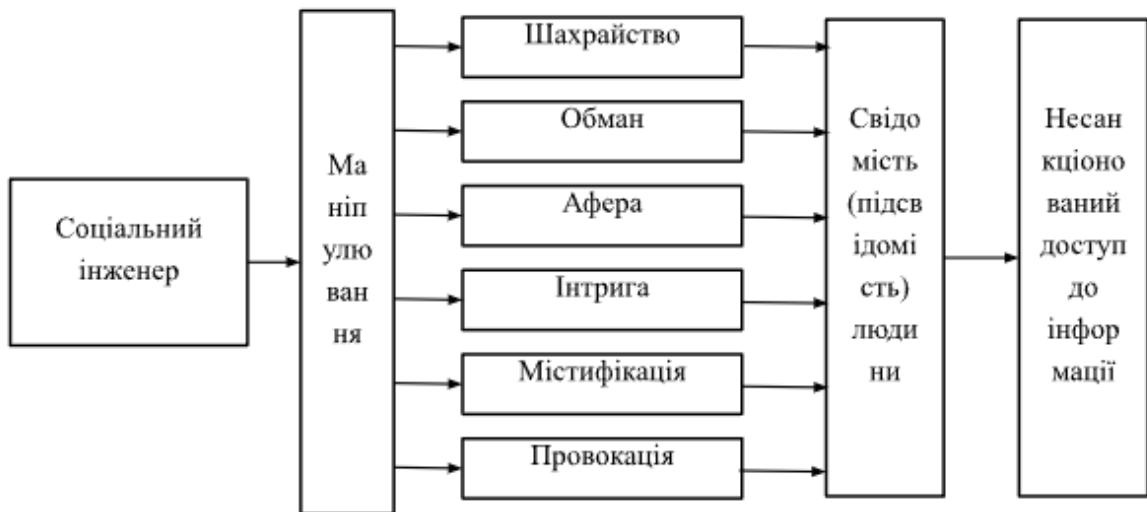 Соціальний
інженер
Ма
ніп
улю
ван
ня
Шахрайство
Обман
Афера
Інтрига
Містифікація
Провокація
Свідо
мість
(підсв
ідомі
сть)
люди
ни
Несан
кціоно
ваний
доступ
до
інфор
мації